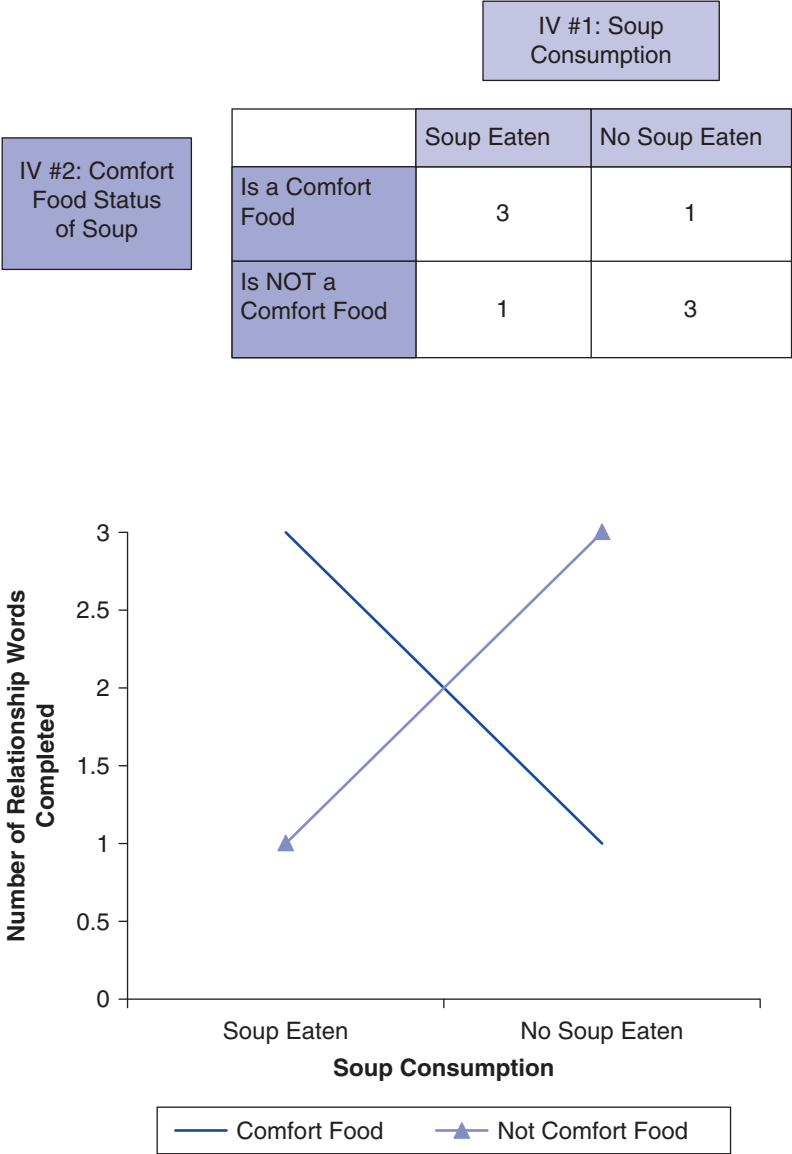 IV #1: Soup
Consumption
IV #2: Comfort
Food Status
of Soup
Soup Eaten
No Soup Eaten
Is a Comfort
Food
3
1
Is NOT a
Comfort Food
1
3
Number of Relationship Words
Completed
3
2.5
2
1.5
1
0.5
0
Soup Eaten
No Soup Eaten
Soup Consumption
Comfort Food
Not Comfort Food